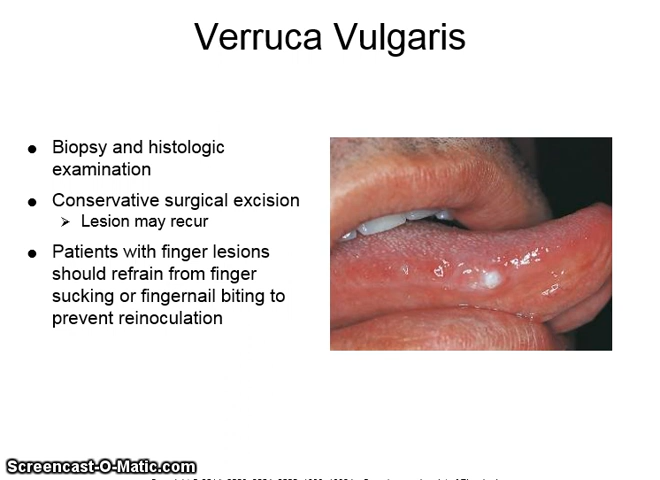 Verruca Vulgaris
● Biopsy and histologic
examination
● Conservative surgical excision
➢ Lesion may recur
● Patients with finger lesions
should refrain from finger
sucking or fingernail biting to
prevent reinoculation
Screencast-O-Matic.com